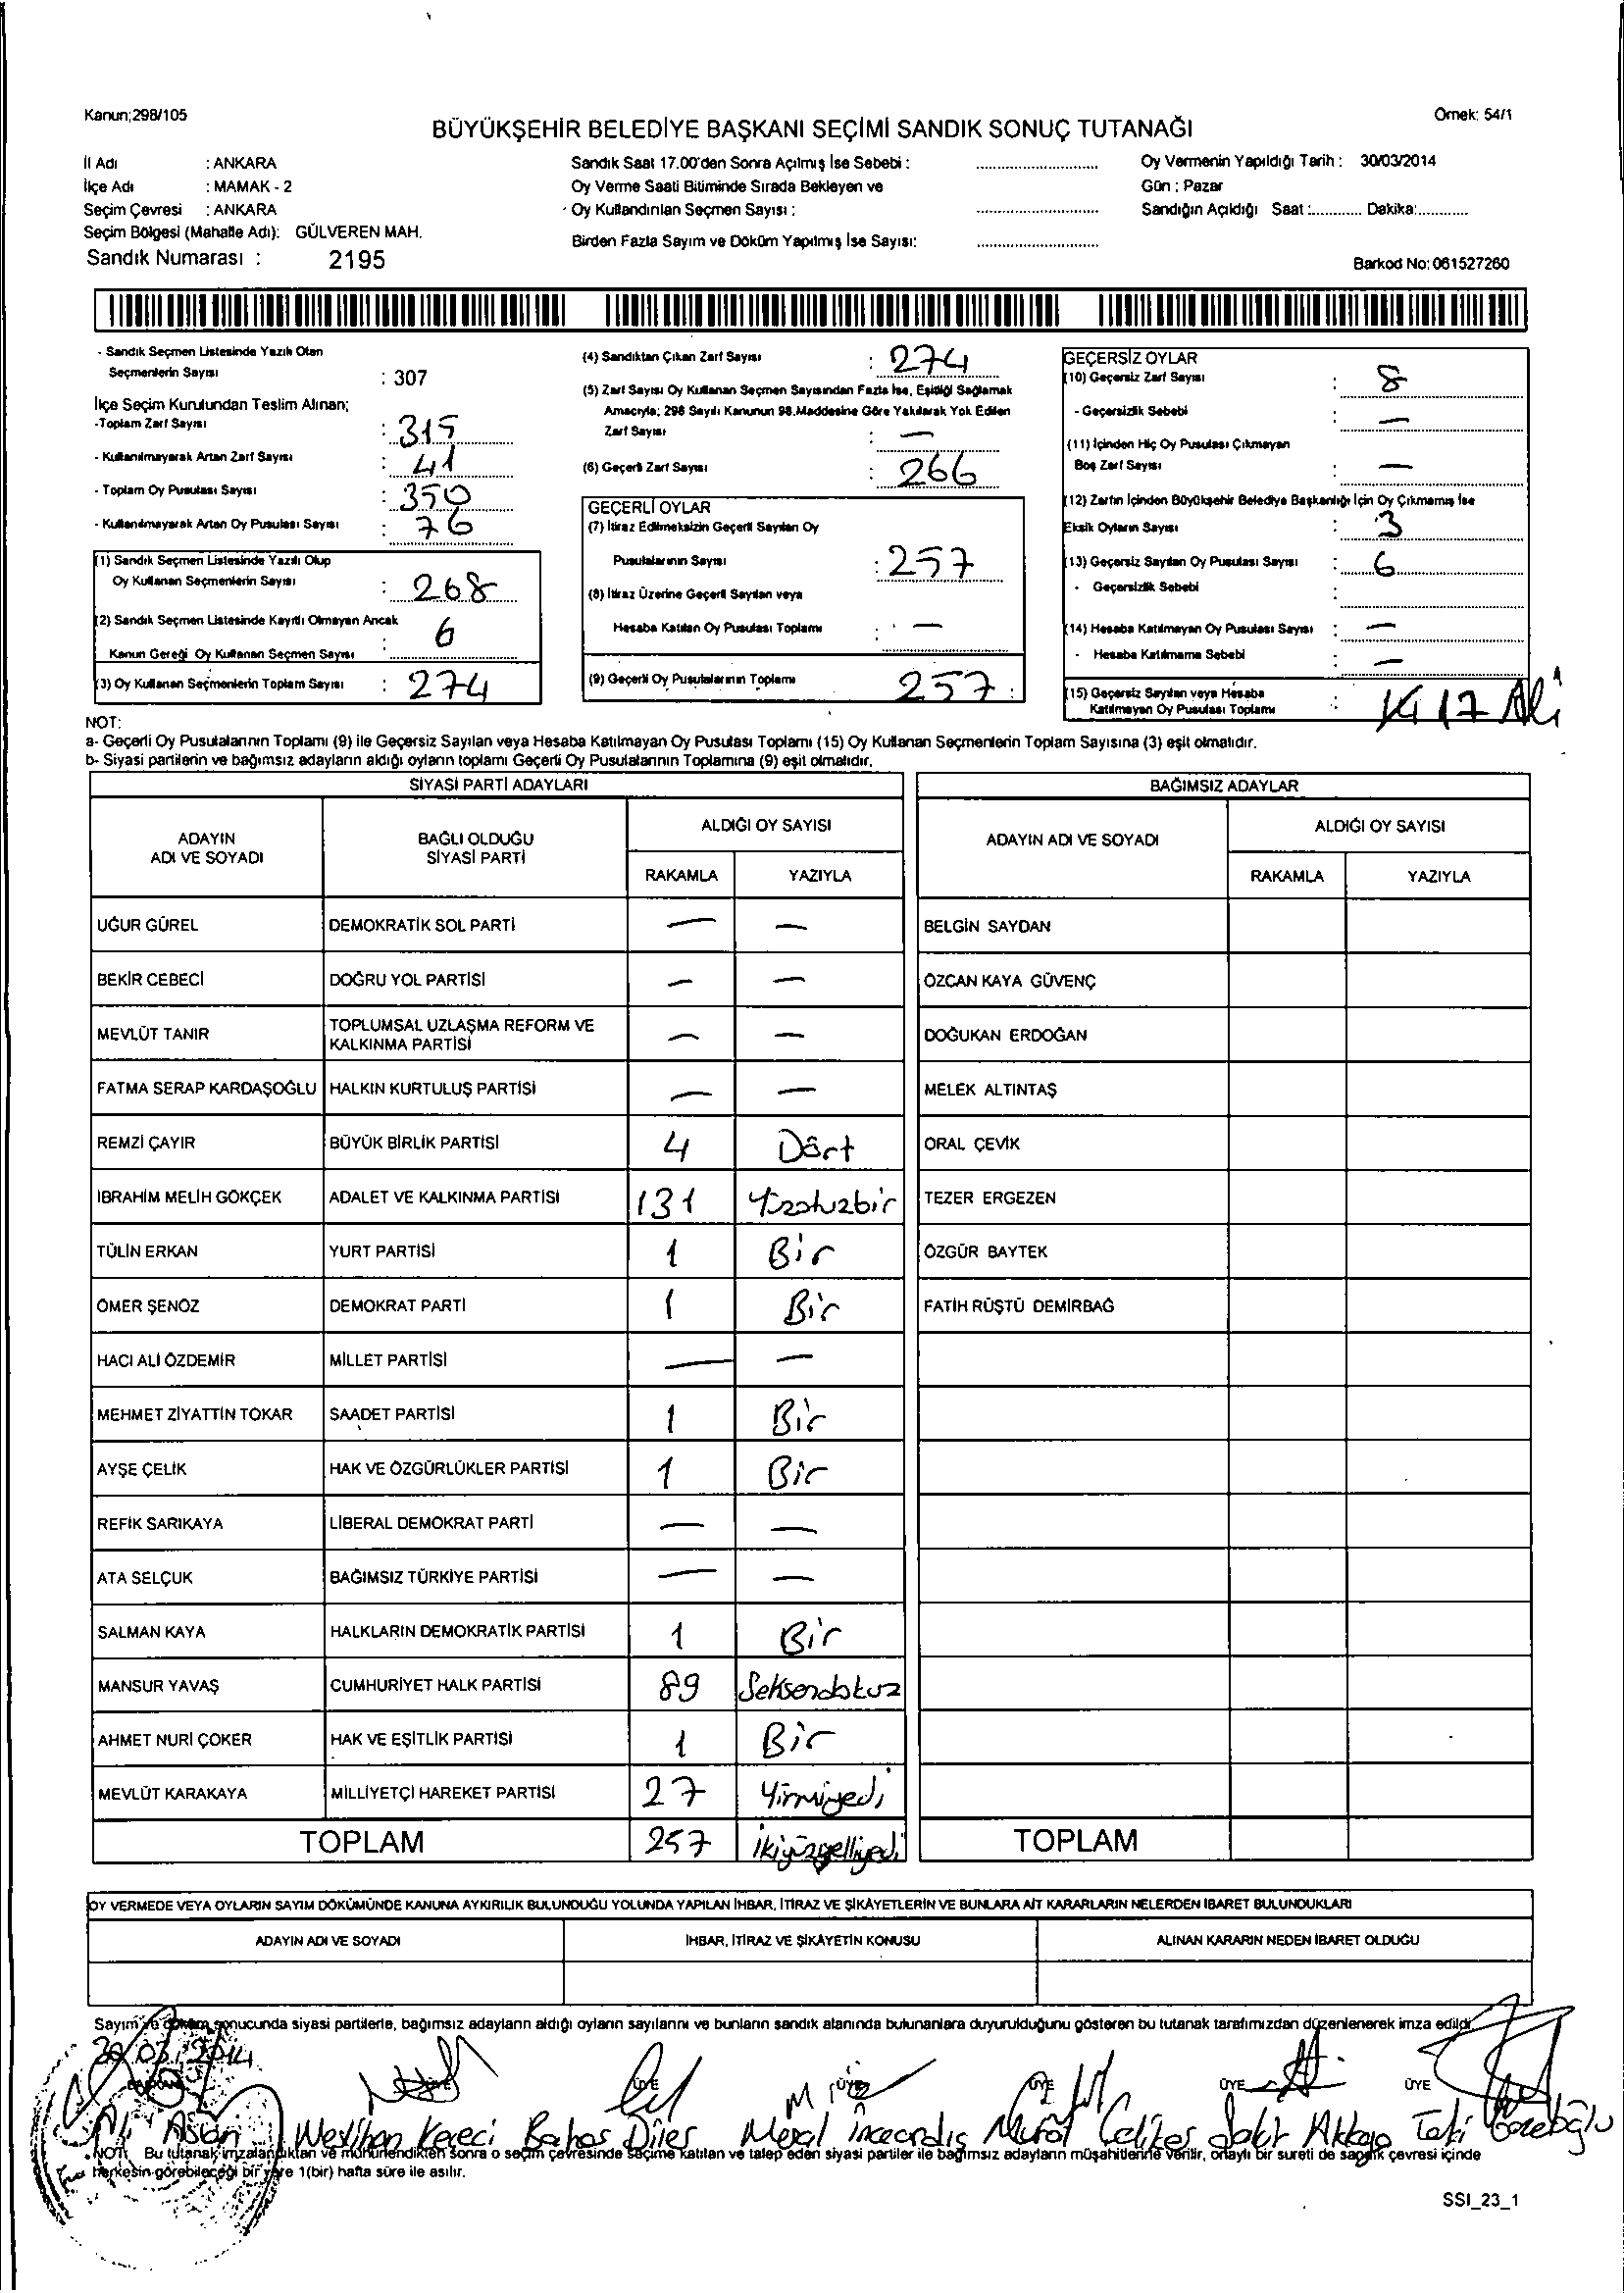 Kanun;298/105
Örnek: 54/1
BÜYÜKŞEHİR BELEDİYE BAŞKANI SEÇİMİ SANDIK SONUÇ TUTANAĞI
İl Adı : ANKARA
İlçe Adı : MAMAK - 2
Seçim Çevresi : ANKARA
Seçim Bölgesi (Mahalle Adı): GÜLVEREN MAH.
Sandık Numarası : 2195
Sandık Saat 17.00'den Sonra Açılmış İse Sebebi :
Oy Verme Saati Bitiminde Sırada Bekleyen ve
Oy Kullandırılan Seçmen Sayısı :
Birden Fazla Sayım ve Döküm Yapılmış İse Sayısı:
Oy Vermenin Yapıldığı Tarih : 30/03/2014
Gün : Pazar
Sandığın Açıldığı Saat :............. Dakika:.............
Barkod No: 061527260
- Sandık Seçmen Listesinde Yazılı Olan
Seçmenlerin Sayısı : 307
İlçe Seçim Kurulundan Teslim Alınan;
-Toplam Zarf Sayısı : 315
- Kullanılmayarak Artan Zarf Sayısı : 41
- Toplam Oy Pusulası Sayısı : 350
- Kullanılmayarak Artan Oy Pusulası Sayısı : 76
(1) Sandık Seçmen Listesinde Yazılı Olup
Oy Kullanan Seçmenlerin Sayısı : 268
(2) Sandık Seçmen Listesinde Kayıtlı Olmayan Ancak
Kanun Gereği Oy Kullanan Seçmen Sayısı : 6
(3) Oy Kullanan Seçmenlerin Toplam Sayısı : 274
(4) Sandıktan Çıkan Zarf Sayısı : 274
(5) Zarf Sayısı Oy Kullanan Seçmen Sayısından Fazla İse, Eşitliği Sağlamak
Amacıyla; 298 Sayılı Kanunun 98.Maddesine Göre Yakılarak Yok Edilen
Zarf Sayısı : —
(6) Geçerli Zarf Sayısı : 266
GEÇERLİ OYLAR
(7) İtiraz Edilmeksizin Geçerli Sayılan Oy
Pusulalarının Sayısı : 257
(8) İtiraz Üzerine Geçerli Sayılan veya
Hesaba Katılan Oy Pusulası Toplamı : —
(9) Geçerli Oy Pusulalarının Toplamı 257 :
GEÇERSİZ OYLAR
(10) Geçersiz Zarf Sayısı : 8
- Geçersizlik Sebebi : —
(11) İçinden Hiç Oy Pusulası Çıkmayan
Boş Zarf Sayısı : —
(12) Zarfın İçinden Büyükşehir Belediye Başkanlığı İçin Oy Çıkmamış İse
Eksik Oyların Sayısı : 3
(13) Geçersiz Sayılan Oy Pusulası Sayısı : 6
- Geçersizlik Sebebi :
(14) Hesaba Katılmayan Oy Pusulası Sayısı : —
- Hesaba Katılmama Sebebi : —
(15) Geçersiz Sayılan veya Hesaba
Katılmayan Oy Pusulası Toplamı : 17 Ali
NOT:
a- Geçerli Oy Pusulalarının Toplamı (9) ile Geçersiz Sayılan veya Hesaba Katılmayan Oy Pusulası Toplamı (15) Oy Kullanan Seçmenlerin Toplam Sayısına (3) eşit olmalıdır.
b- Siyasi partilerin ve bağımsız adayların aldığı oyların toplamı Geçerli Oy Pusulalarının Toplamına (9) eşit olmalıdır.
SİYASİ PARTİ ADAYLARI
ADAYIN ADI VE SOYADI BAĞLI OLDUĞU SİYASİ PARTİ ALDIĞI OY SAYISI
RAKAMLA YAZIYLA
UĞUR GÜREL DEMOKRATİK SOL PARTİ — —
BEKİR CEBECİ DOĞRU YOL PARTİSİ — —
MEVLÜT TANIR TOPLUMSAL UZLAŞMA REFORM VE KALKINMA PARTİSİ — —
FATMA SERAP KARDAŞOĞLU HALKIN KURTULUŞ PARTİSİ — —
REMZİ ÇAYIR BÜYÜK BİRLİK PARTİSİ 4 Dört
İBRAHİM MELİH GÖKÇEK ADALET VE KALKINMA PARTİSİ 131 Yüzotuzbir
TÜLİN ERKAN YURT PARTİSİ 1 Bir
ÖMER ŞENÖZ DEMOKRAT PARTİ 1 Bir
HACI ALİ ÖZDEMİR MİLLET PARTİSİ — —
MEHMET ZİYATTİN TOKAR SAADET PARTİSİ 1 Bir
AYŞE ÇELİK HAK VE ÖZGÜRLÜKLER PARTİSİ 1 Bir
REFİK SARIKAYA LİBERAL DEMOKRAT PARTİ — —
ATA SELÇUK BAĞIMSIZ TÜRKİYE PARTİSİ — —
SALMAN KAYA HALKLARIN DEMOKRATİK PARTİSİ 1 Bir
MANSUR YAVAŞ CUMHURİYET HALK PARTİSİ 89 Seksendokuz
AHMET NURİ ÇÖKER HAK VE EŞİTLİK PARTİSİ 1 Bir
MEVLÜT KARAKAYA MİLLİYETÇİ HAREKET PARTİSİ 27 Yirmiyedi
TOPLAM 257 ikiyüzelliyedi
BAĞIMSIZ ADAYLAR
ADAYIN ADI VE SOYADI ALDIĞI OY SAYISI
RAKAMLA YAZIYLA
BELGİN SAYDAN
ÖZCAN KAYA GÜVENÇ
DOĞUKAN ERDOĞAN
MELEK ALTINTAŞ
ORAL ÇEVİK
TEZER ERGEZEN
ÖZGÜR BAYTEK
FATİH RÜŞTÜ DEMİRBAĞ
TOPLAM
OY VERMEDE VEYA OYLARIN SAYIM DÖKÜMÜNDE KANUNA AYKIRILIK BULUNDUĞU YOLUNDA YAPILAN İHBAR, İTİRAZ VE ŞİKÂYETLERİN VE BUNLARA AİT KARARLARIN NELERDEN İBARET BULUNDUKLARI
ADAYIN ADI VE SOYADI İHBAR, İTİRAZ VE ŞİKÂYETİN KONUSU ALINAN KARARIN NEDEN İBARET OLDUĞU
Sayım ve döküm sonucunda siyasi partilerle, bağımsız adayların aldığı oyların sayılarını ve bunların sandık alanında bulunanlara duyurulduğunu gösteren bu tutanak tarafımızdan düzenlenerek imza edildi.
30.03.2014
BAŞKAN ÜYE ÜYE ÜYE ÜYE ÜYE ÜYE
Ali Aslan Neslihan Kereci Diler Meral İncecardış Murat Çelikes Şakir Akkaya
NOT: Bu tutanak imzalandıktan ve mühürlendikten sonra o seçim çevresinde seçime katılan ve talep eden siyasi partiler ile bağımsız adayların müşahitlerine verilir, onaylı bir sureti de sandık çevresi içinde
herkesin görebileceği bir yere 1(bir) hafta süre ile asılır.
SSI_23_1